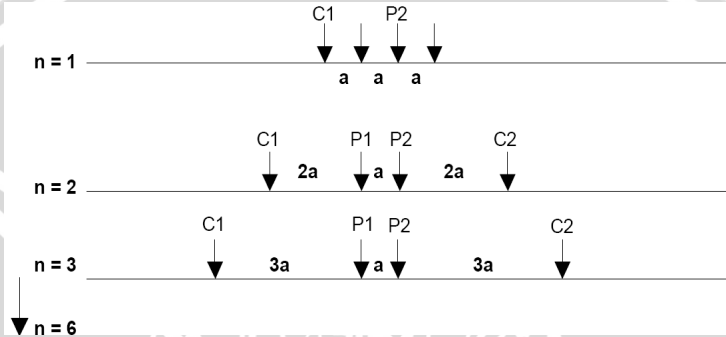 C1 P2
n = 1
a a a
C1 P1 P2 C2
2a a 2a
n = 2
C1 P1 P2 C2
n = 3 3a a 3a
n = 6